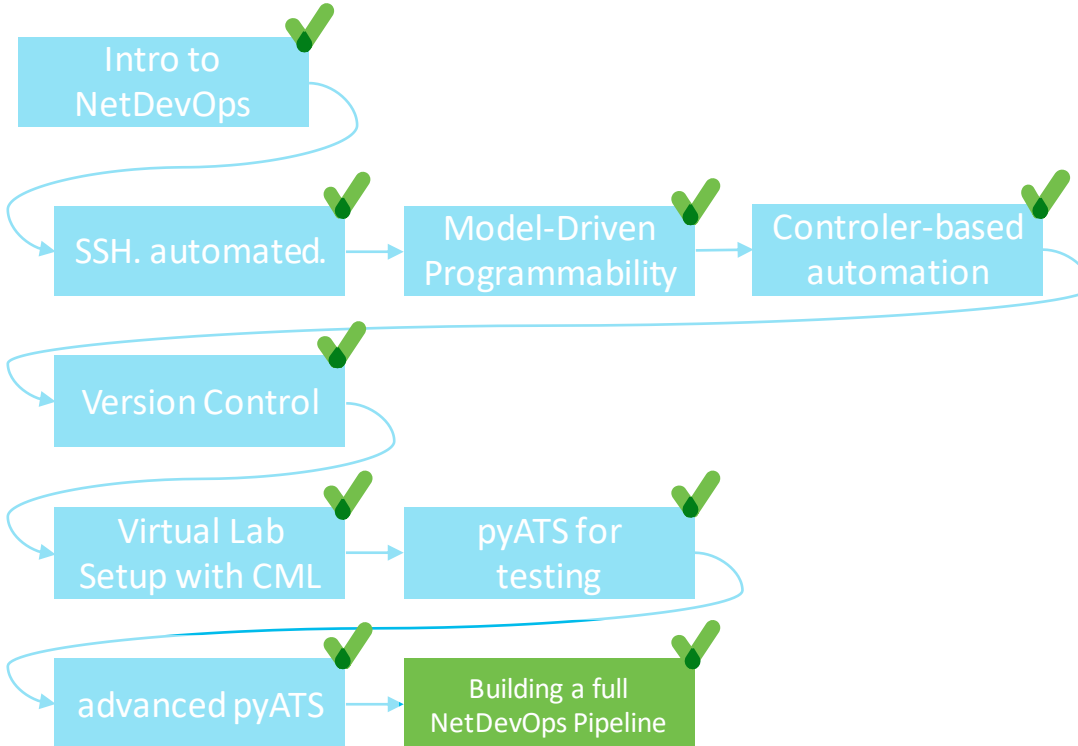 Intro to
NetDevOps
SSH. automated.
Model-Driven
Programmability
Controler-based
automation
Version Control
Virtual Lab
Setup with CML
pyATS for
testing
advanced pyATS
Building a full
NetDevOps Pipeline